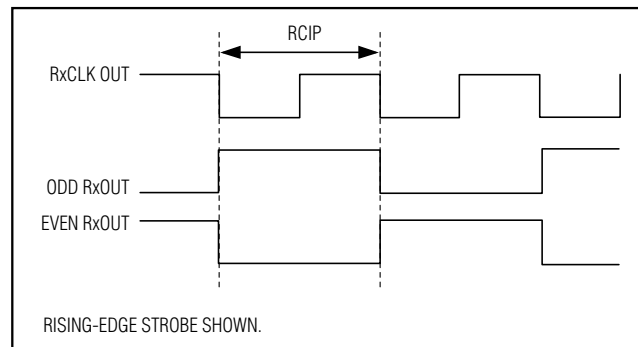 RCIP
RxCLK OUT
ODD RxOUT
EVEN RxOUT
RISING-EDGE STROBE SHOWN.